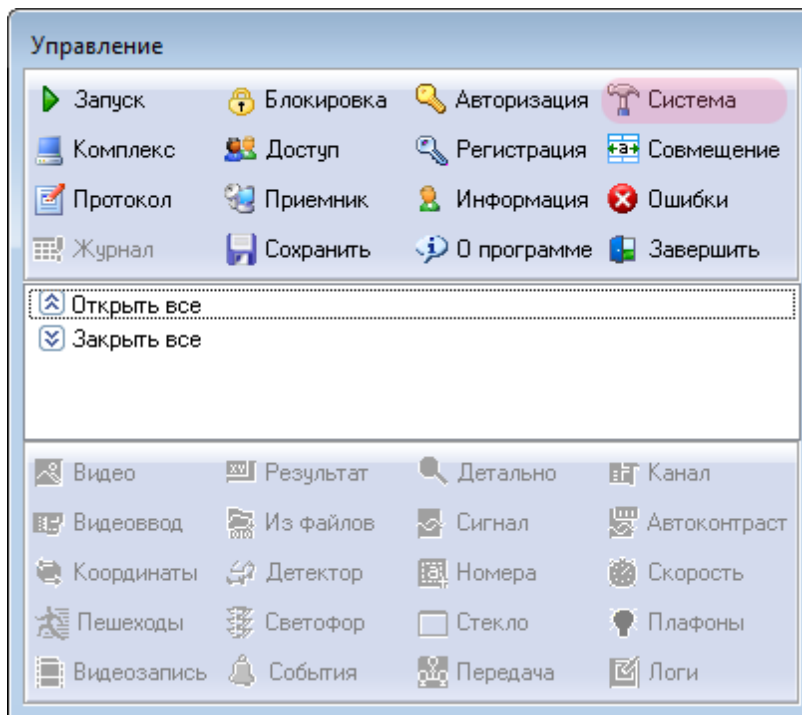 Управление
Запуск Блокировка Авторизация Система
Комплекс Доступ Регистрация Совмещение
Протокол Приемник Информация Ошибки
Журнал Сохранить О программе Завершить
Открыть все
Закрыть все
Видео Результат Детально Канал
Видеоввод Из файлов Сигнал Автоконтраст
Координаты Детектор Номера Скорость
Пешеходы Светофор Стекло Плафоны
Видеозапись События Передача Логи